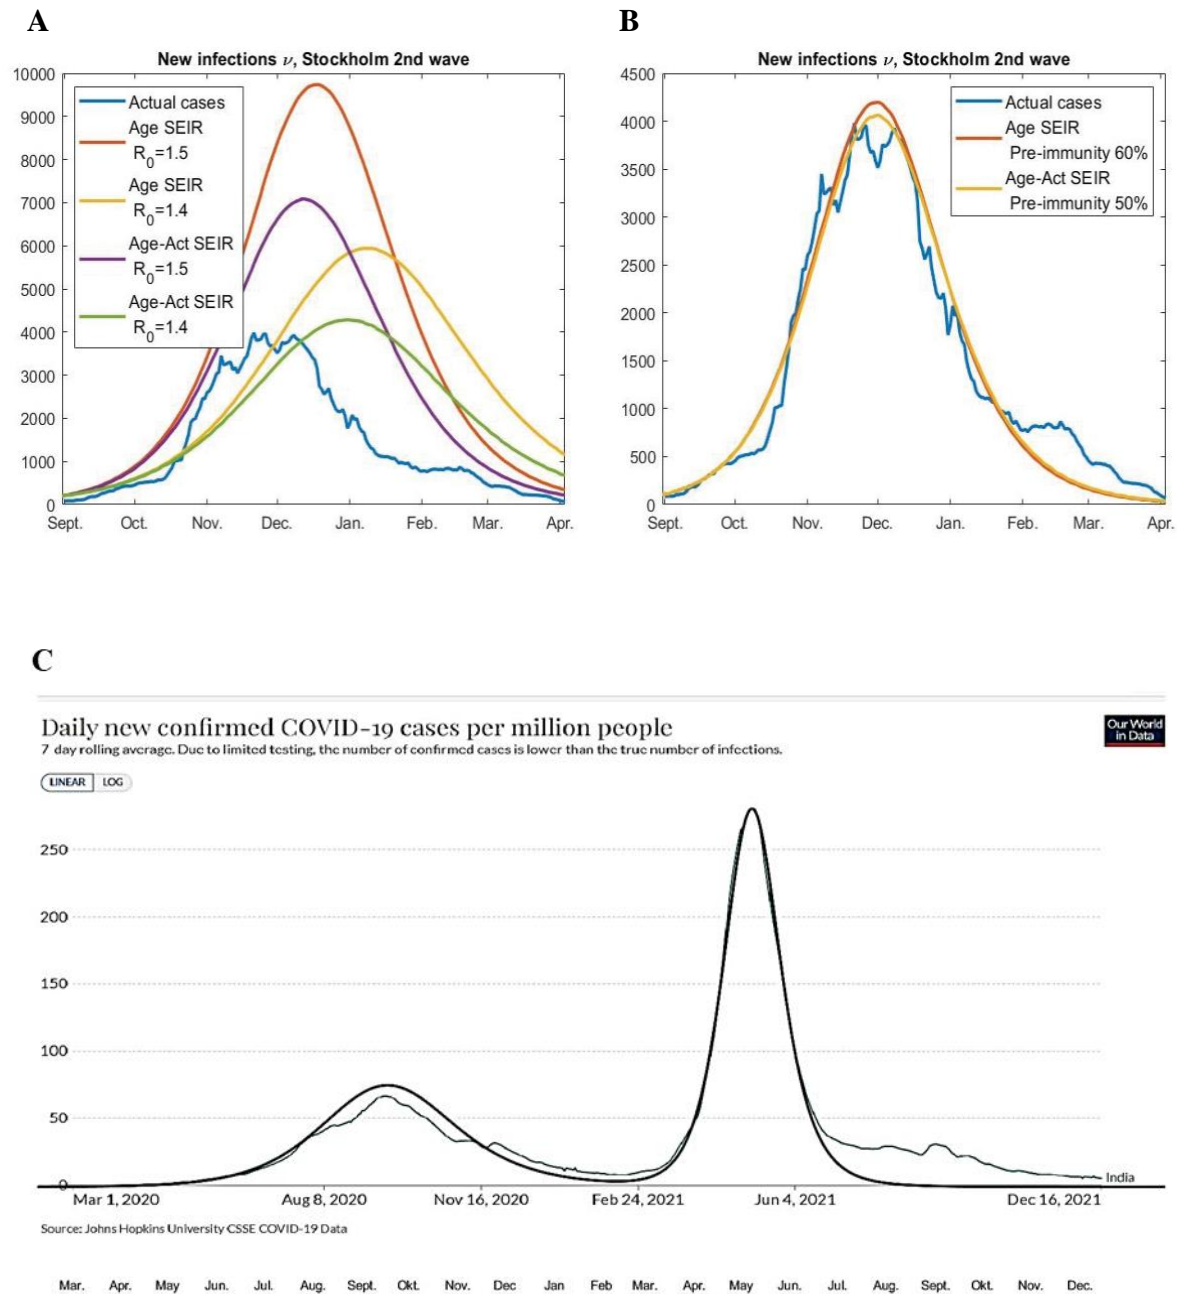 A
New infections ν, Stockholm 2nd wave
10000
9000
8000
7000
6000
5000
4000
3000
2000
1000
0
Actual cases
Age SEIR
R0=1.5
Age SEIR
R0=1.4
Age-Act SEIR
R0=1.5
Age-Act SEIR
R0=1.4
Sept. Oct. Nov. Dec. Jan. Feb. Mar. Apr.
B
New infections ν, Stockholm 2nd wave
4500
4000
3500
3000
2500
2000
1500
1000
500
0
Actual cases
Age SEIR
Pre-immunity 60%
Age-Act SEIR
Pre-immunity 50%
Sept. Oct. Nov. Dec. Jan. Feb. Mar. Apr.
C
Daily new confirmed COVID-19 cases per million people
7 day rolling average. Due to limited testing, the number of confirmed cases is lower than the true number of infections.
Our World
in Data
LINEAR LOG
250
200
150
100
50
0
India
Mar 1, 2020 Aug 8, 2020 Nov 16, 2020 Feb 24, 2021 Jun 4, 2021 Dec 16, 2021
Source: Johns Hopkins University CSSE COVID-19 Data
Mar. Apr. May Jun. Jul. Aug. Sept. Okt. Nov. Dec Jan Feb Mar. Apr. May Jun. Jul. Aug. Sept. Okt. Nov. Dec.